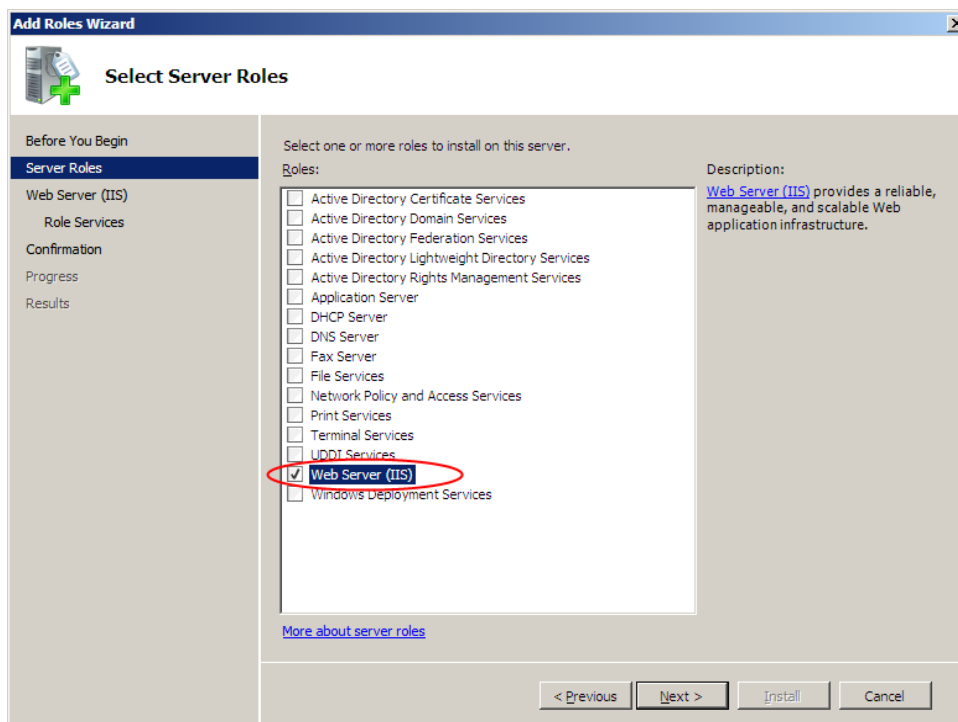 Add Roles Wizard
Select Server Roles
Before You Begin
Server Roles
Web Server (IIS)
Role Services
Confirmation
Progress
Results
Select one or more roles to install on this server.
Roles:
Active Directory Certificate Services
Active Directory Domain Services
Active Directory Federation Services
Active Directory Lightweight Directory Services
Active Directory Rights Management Services
Application Server
DHCP Server
DNS Server
Fax Server
File Services
Network Policy and Access Services
Print Services
Terminal Services
UDDI Services
Web Server (IIS)
Windows Deployment Services
More about server roles
Description:
Web Server (IIS) provides a reliable,
manageable, and scalable Web
application infrastructure.
< Previous
Next >
Install
Cancel